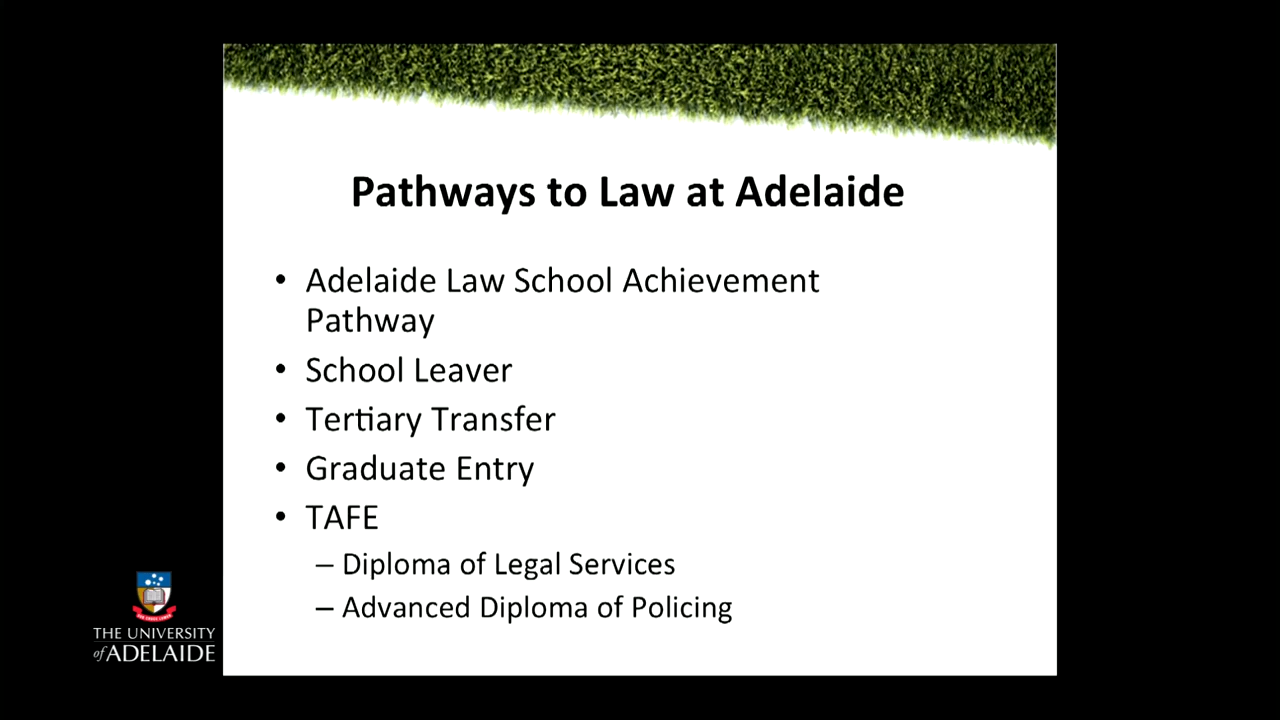 Pathways to Law at Adelaide
• Adelaide Law School Achievement
Pathway
• School Leaver
• Tertiary Transfer
• Graduate Entry
• TAFE
– Diploma of Legal Services
– Advanced Diploma of Policing
THE UNIVERSITY
of ADELAIDE